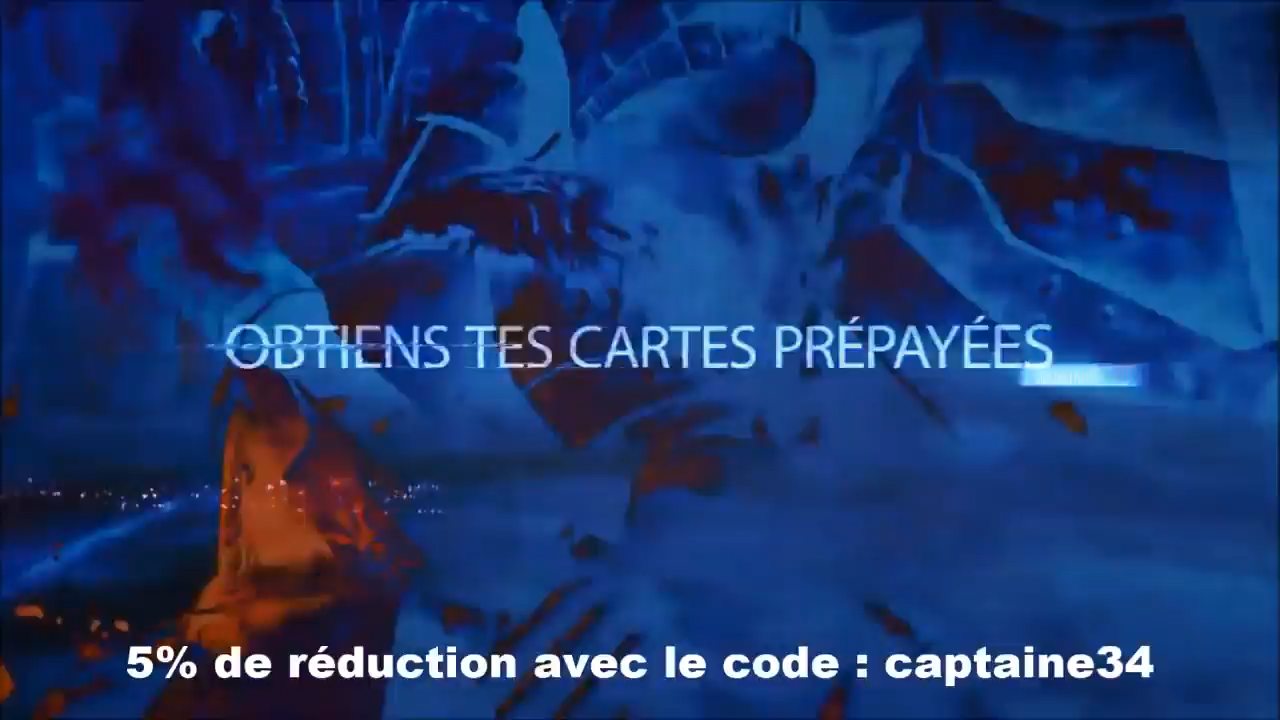 OBTIENS TES CARTES PRÉPAYÉES
5% de réduction avec le code : captaine34